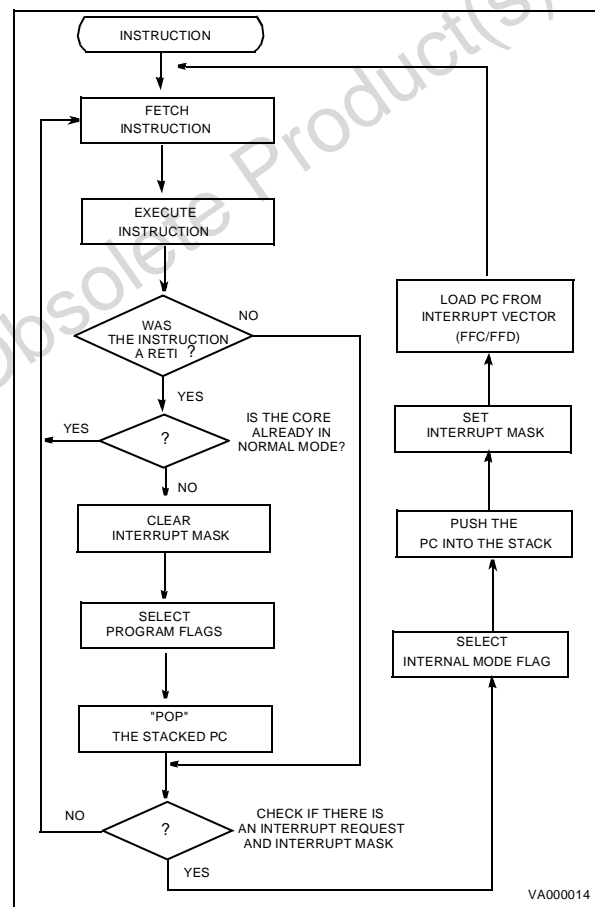 INSTRUCTION
FETCH
INSTRUCTION
EXECUTE
INSTRUCTION
WAS
THE INSTRUCTION
A RETI ?
NO
YES
?
IS THE CORE
ALREADY IN
NORMAL MODE?
YES
NO
CLEAR
INTERRUPT MASK
SELECT
PROGRAM FLAGS
"POP"
THE STACKED PC
?
CHECK IF THERE IS
AN INTERRUPT REQUEST
AND INTERRUPT MASK
NO
YES
LOAD PC FROM
INTERRUPT VECTOR
(FFC/FFD)
SET
INTERRUPT MASK
PUSH THE
PC INTO THE STACK
SELECT
INTERNAL MODE FLAG
VA000014
Obsolete Product(s)